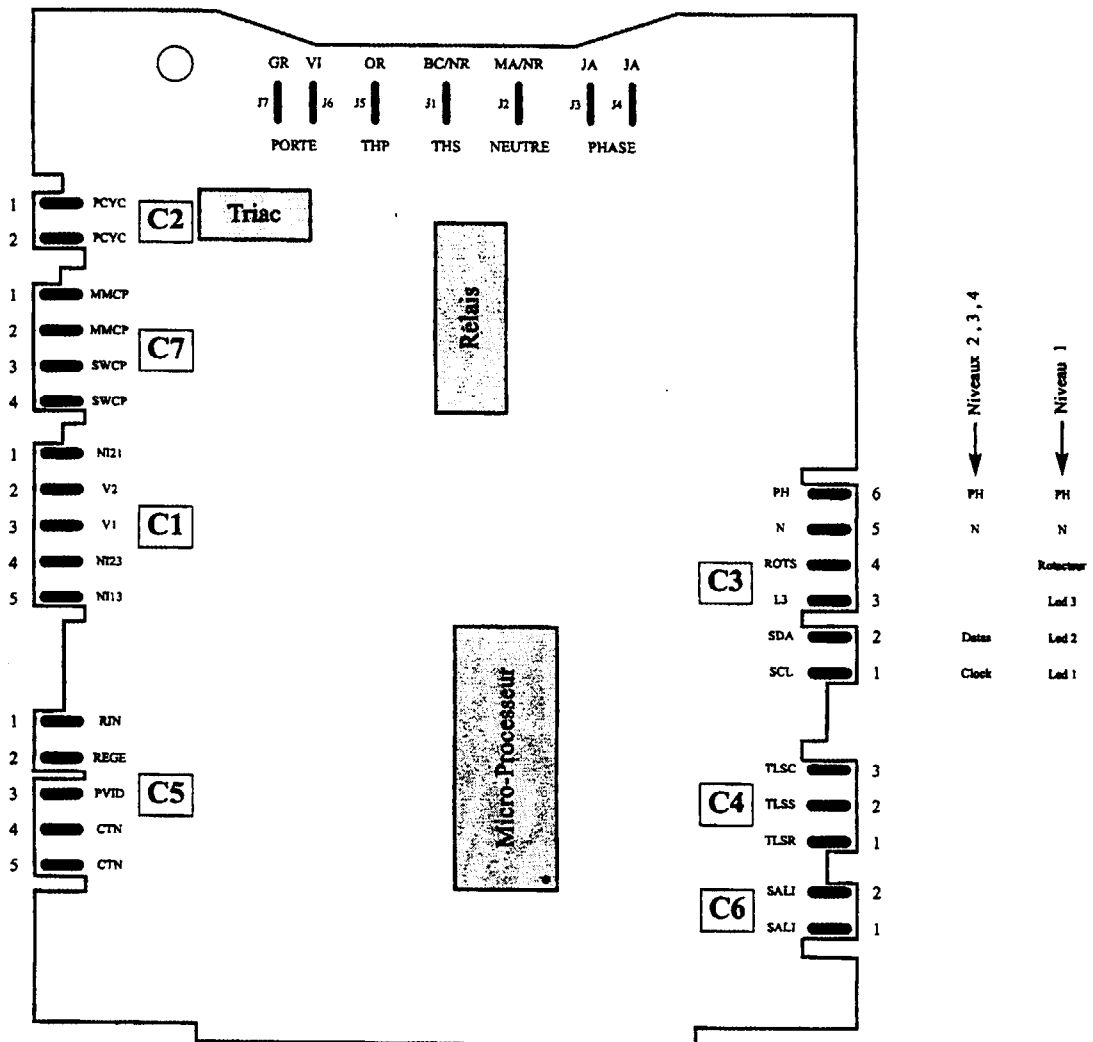 GR VI OR BC/NR MA/NR JA JA
J7 J6 J5 J1 J2 J3 J4
PORTE THP THS NEUTRE PHASE
1 PCYC
2 PCYC
C2
Triac
1 MMCP
2 MMCP
3 SWCP
4 SWCP
C7
Rélais
1 NI21
2 V2
3 V1
4 NI23
5 NI13
C1
1 RIN
2 REGE
3 PVID
4 CTN
5 CTN
C5
Micro-Processeur
Niveaux 2 , 3 , 4
Niveau 1
PH 6 PH PH
N 5 N N
ROTS 4 Rotacteur
L3 3 Led 3
SDA 2 Datas Led 2
SCL 1 Clock Led 1
C3
TLSC 3
TLSS 2
TLSR 1
C4
SALI 2
SALI 1
C6